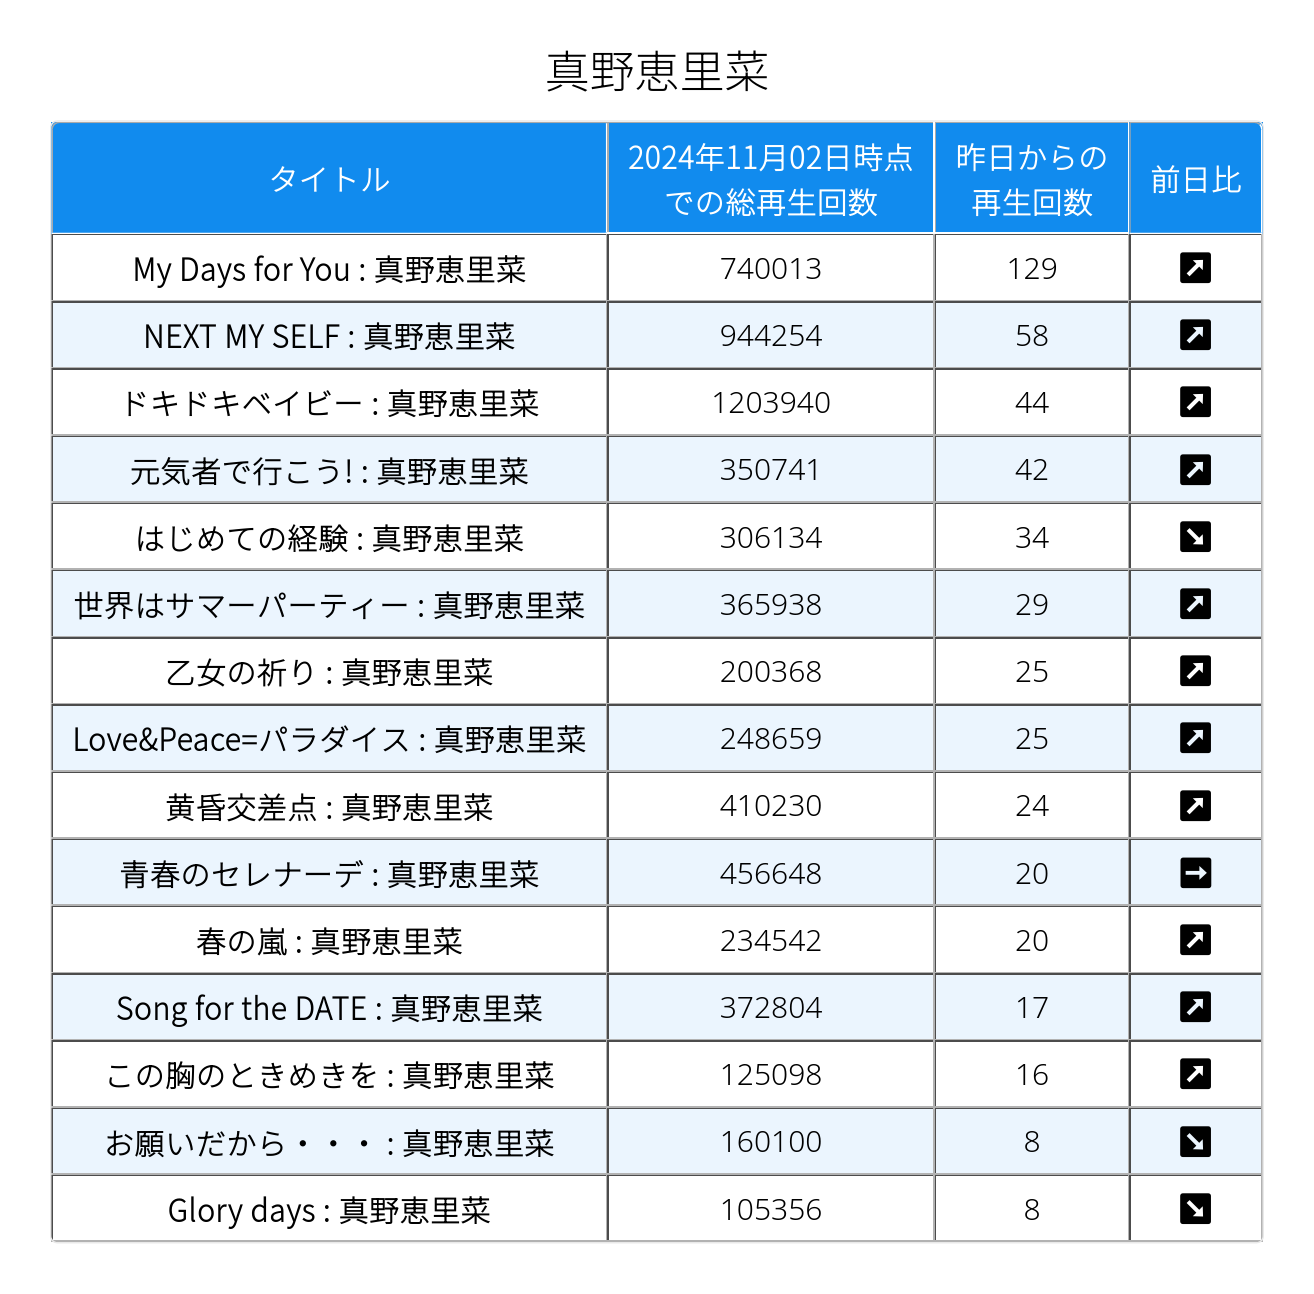 真野恵里菜
タイトル 2024年11月02日時点での総再生回数 昨日からの再生回数 前日比
My Days for You : 真野恵里菜 740013 129 ↗
NEXT MY SELF : 真野恵里菜 944254 58 ↗
ドキドキベイビー : 真野恵里菜 1203940 44 ↗
元気者で行こう! : 真野恵里菜 350741 42 ↗
はじめての経験 : 真野恵里菜 306134 34 ↘
世界はサマーパーティー : 真野恵里菜 365938 29 ↗
乙女の祈り : 真野恵里菜 200368 25 ↗
Love&Peace=パラダイス : 真野恵里菜 248659 25 ↗
黄昏交差点 : 真野恵里菜 410230 24 ↗
青春のセレナーデ : 真野恵里菜 456648 20 →
春の嵐 : 真野恵里菜 234542 20 ↗
Song for the DATE : 真野恵里菜 372804 17 ↗
この胸のときめきを : 真野恵里菜 125098 16 ↗
お願いだから・・・ : 真野恵里菜 160100 8 ↘
Glory days : 真野恵里菜 105356 8 ↘